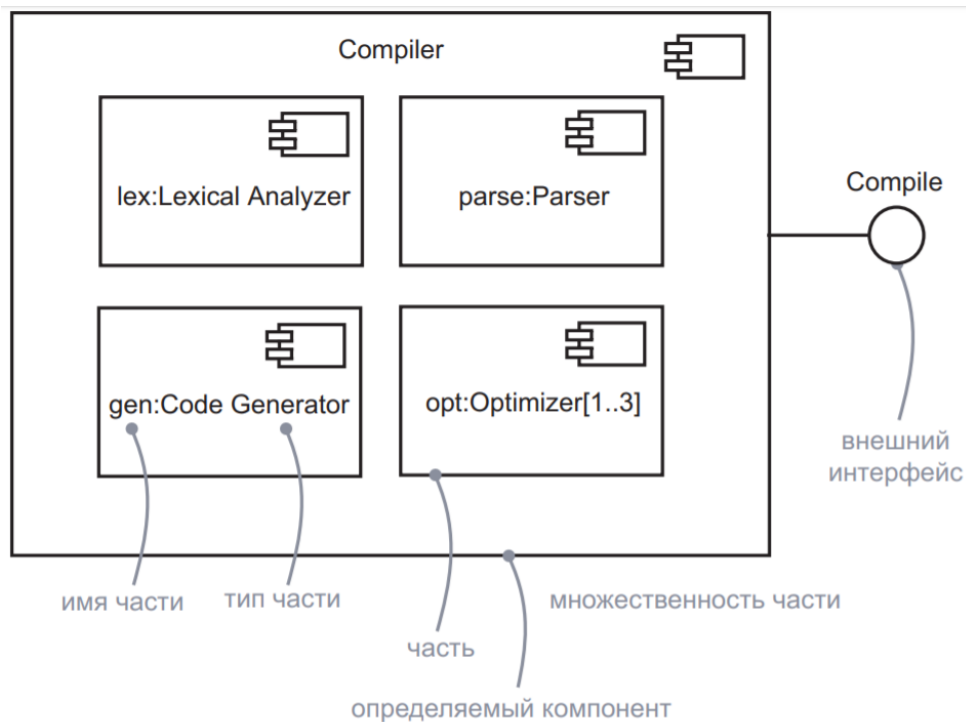 Compiler
lex:Lexical Analyzer
parse:Parser
Compile
gen:Code Generator
opt:Optimizer[1..3]
внешний
интерфейс
имя части
тип части
множественность части
часть
определяемый компонент